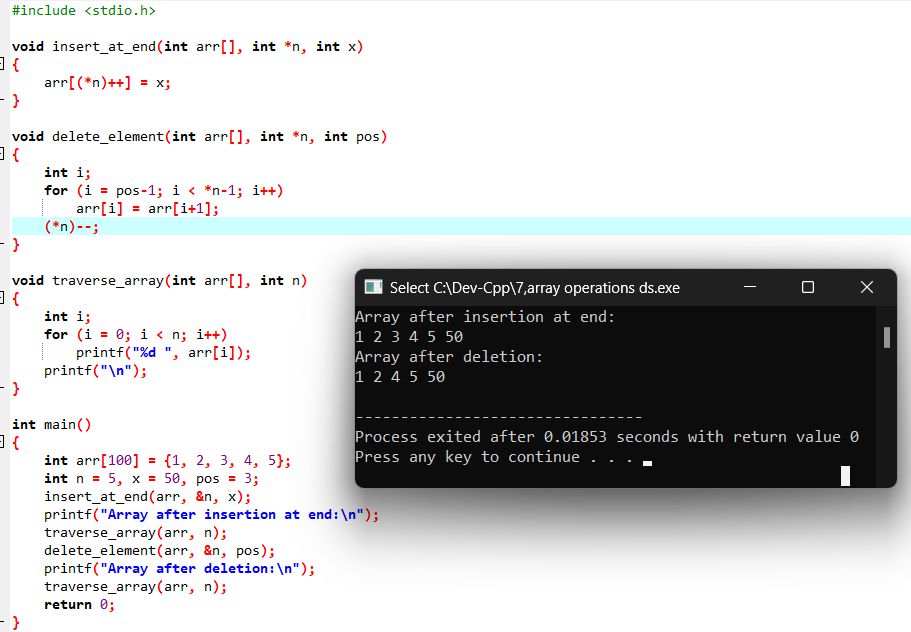 #include <stdio.h>
void insert_at_end(int arr[], int *n, int x)
{
    arr[(*n)++] = x;
}
void delete_element(int arr[], int *n, int pos)
{
    int i;
    for (i = pos-1; i < *n-1; i++)
        arr[i] = arr[i+1];
    (*n)--;
}
void traverse_array(int arr[], int n)
{
    int i;
    for (i = 0; i < n; i++)
        printf("%d ", arr[i]);
    printf("\n");
}
int main()
{
    int arr[100] = {1, 2, 3, 4, 5};
    int n = 5, x = 50, pos = 3;
    insert_at_end(arr, &n, x);
    printf("Array after insertion at end:\n");
    traverse_array(arr, n);
    delete_element(arr, &n, pos);
    printf("Array after deletion:\n");
    traverse_array(arr, n);
    return 0;
}
Select C:\Dev-Cpp\7,array operations ds.exe
Array after insertion at end:
1 2 3 4 5 50
Array after deletion:
1 2 4 5 50
--------------------------------
Process exited after 0.01853 seconds with return value 0
Press any key to continue . . .